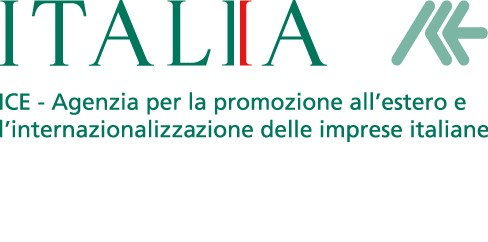 ITALIA
ICE - Agenzia per la promozione all'estero e
l'internazionalizzazione delle imprese italiane